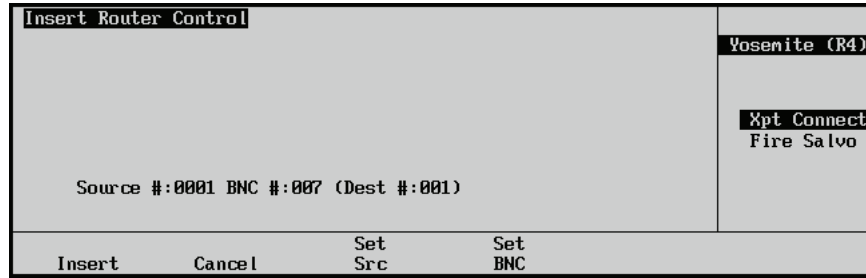 Insert Router Control
Yosemite (R4)
Xpt Connect
Fire Salvo
Source #:0001 BNC #:007 (Dest #:001)
Set Set
Insert Cancel Src BNC